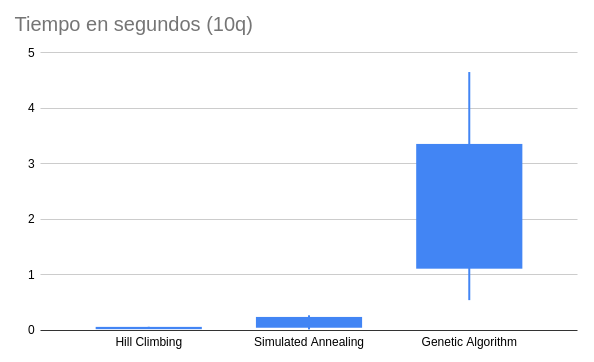 Tiempo en segundos (10q)
5
4
3
2
1
0
Hill Climbing
Simulated Annealing
Genetic Algorithm